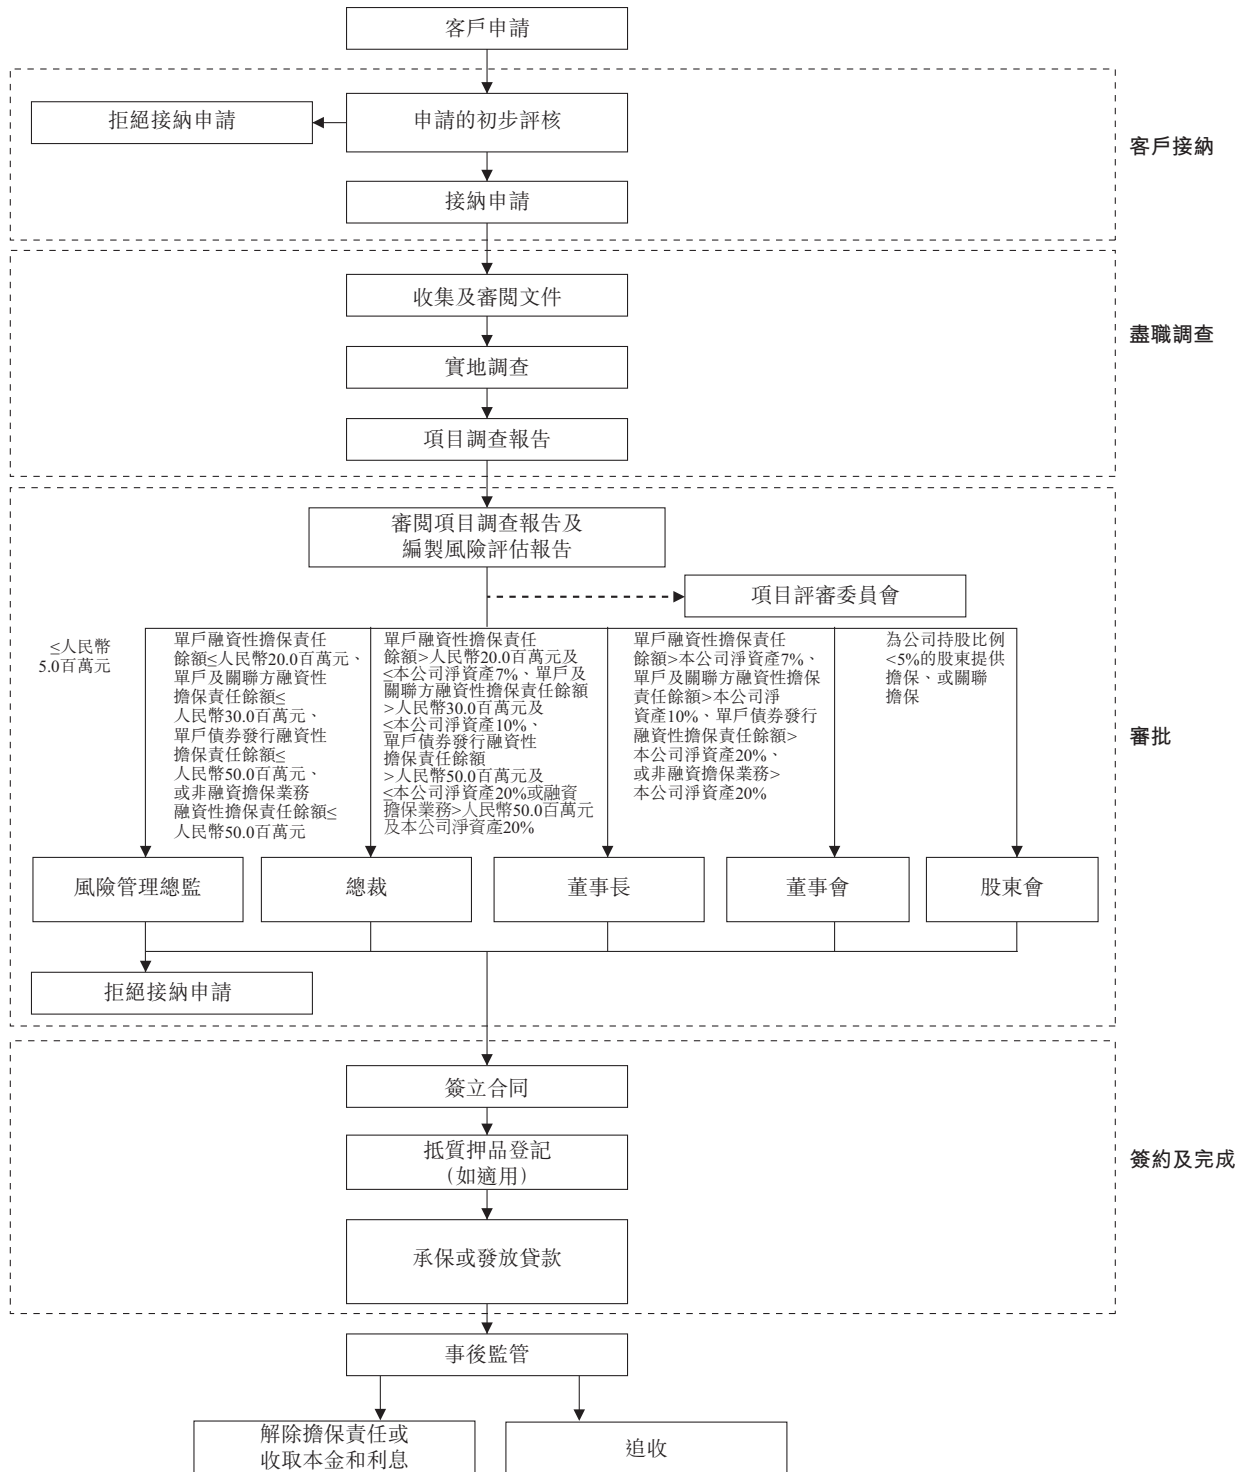 客戶申請
拒絕接納申請
申請的初步評核
客戶接納
接納申請
收集及審閱文件
盡職調查
實地調查
項目調查報告
審閱項目調查報告及
編製風險評估報告
項目評審委員會
≤人民幣
5.0百萬元
單戶融資性擔保責任
餘額≤人民幣20.0百萬元、
單戶及關聯方融資性
擔保責任餘額≤
人民幣30.0百萬元、
單戶債券發行融資性
擔保責任餘額≤
人民幣50.0百萬元、
或非融資擔保業務
融資性擔保責任餘額≤
人民幣50.0百萬元
單戶融資性擔保責任
餘額>人民幣20.0百萬元及
≤本公司淨資產7%、單戶及
關聯方融資性擔保責任餘額
>人民幣30.0百萬元及
≤本公司淨資產10%、
單戶債券發行融資性
擔保責任餘額
>人民幣50.0百萬元及
≤本公司淨資產20%或融資
擔保業務>人民幣50.0百萬元
及本公司淨資產20%
單戶融資性擔保責任
餘額>本公司淨資產7%、
單戶及關聯方融資性擔保
責任餘額>本公司淨
資產10%、單戶債券發行
融資性擔保責任餘額>
本公司淨資產20%、
或非融資擔保業務>
本公司淨資產20%
為公司持股比例
<5%的股東提供
擔保、或關聯
擔保
審批
風險管理總監
總裁
董事長
董事會
股東會
拒絕接納申請
簽立合同
抵質押品登記
(如適用)
簽約及完成
承保或發放貸款
事後監管
解除擔保責任或
收取本金和利息
追收